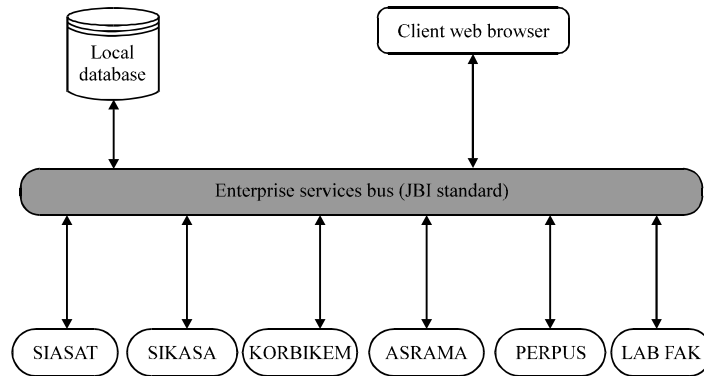 Local
database
Client web browser
Enterprise services bus (JBI standard)
SIASAT
SIKASA
KORBIKEM
ASRAMA
PERPUS
LAB FAK